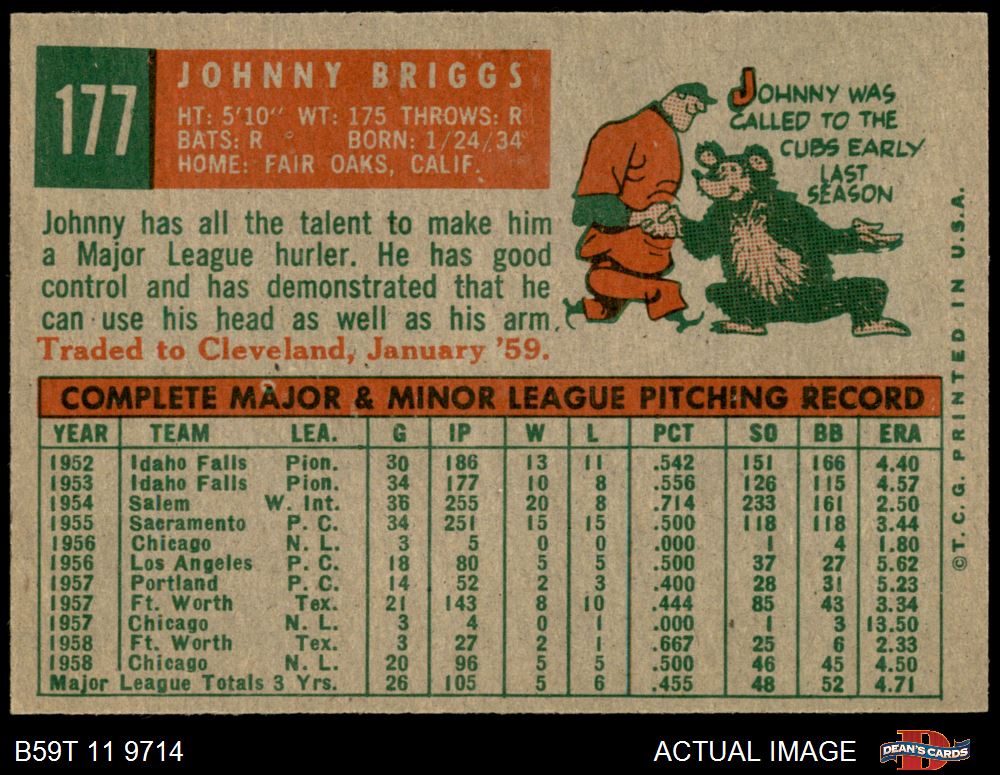 177
JOHNNY BRIGGS
HT: 5'10" WT: 175 THROWS: R
BATS: R BORN: 1/24/34
HOME: FAIR OAKS, CALIF.
JOHNNY WAS
CALLED TO THE
CUBS EARLY
LAST
SEASON
Johnny has all the talent to make him
a Major League hurler. He has good
control and has demonstrated that he
can use his head as well as his arm.
Traded to Cleveland, January '59.
COMPLETE MAJOR & MINOR LEAGUE PITCHING RECORD
YEAR TEAM LEA. G IP W L PCT SO BB ERA
1952 Idaho Falls Pion. 30 186 13 11 .542 151 166 4.40
1953 Idaho Falls Pion. 34 177 10 8 .556 126 115 4.57
1954 Salem W. Int. 36 255 20 8 .714 233 161 2.50
1955 Sacramento P. C. 34 251 15 15 .500 118 118 3.44
1956 Chicago N. L. 3 5 0 0 .000 1 4 1.80
1956 Los Angeles P. C. 18 80 5 5 .500 37 27 5.62
1957 Portland P. C. 14 52 2 3 .400 28 31 5.23
1957 Ft. Worth Tex. 21 143 8 10 .444 85 43 3.34
1957 Chicago N. L. 3 4 0 1 .000 1 3 13.50
1958 Ft. Worth Tex. 3 27 2 1 .667 25 6 2.33
1958 Chicago N. L. 20 96 5 5 .500 46 45 4.50
Major League Totals 3 Yrs. 26 105 5 6 .455 48 52 4.71
© T. C. G. PRINTED IN U.S.A.
B59T 11 9714
ACTUAL IMAGE
DEAN'S CARDS